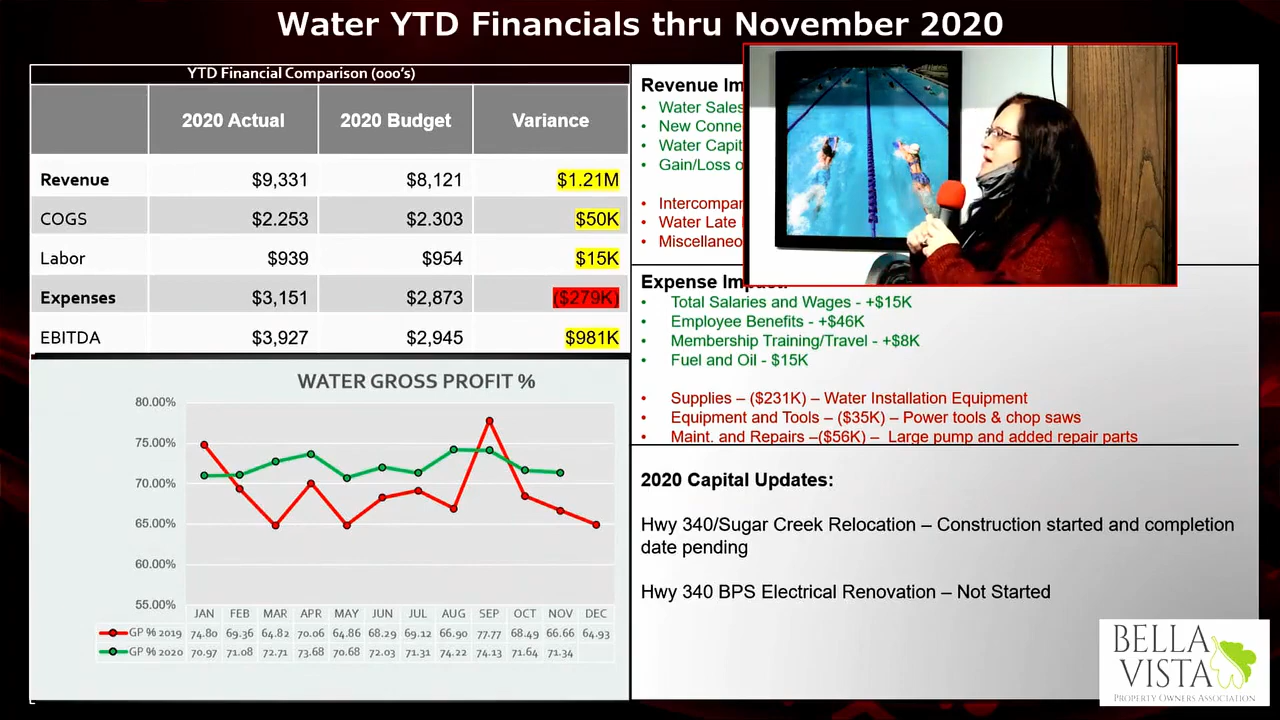 Water YTD Financials thru November 2020
YTD Financial Comparison (000's)
2020 Actual 2020 Budget Variance
Revenue $9,331 $8,121 $1.21M
COGS $2.253 $2.303 $50K
Labor $939 $954 $15K
Expenses $3,151 $2,873 ($279K)
EBITDA $3,927 $2,945 $981K
WATER GROSS PROFIT %
80.00%
75.00%
70.00%
65.00%
60.00%
55.00%
JAN FEB MAR APR MAY JUN JUL AUG SEP OCT NOV DEC
GP % 2019 74.80 69.36 64.82 70.06 64.86 68.29 69.12 66.90 77.77 68.49 66.66 64.93
GP % 2020 70.97 71.08 72.71 73.68 70.68 72.03 71.31 74.22 74.13 71.64 71.34
Revenue Im
• Water Sales
• New Conne
• Water Capit
• Gain/Loss o
• Intercompan
• Water Late
• Miscellaneo
Expense Impact:
• Total Salaries and Wages - +$15K
• Employee Benefits - +$46K
• Membership Training/Travel - +$8K
• Fuel and Oil - $15K
• Supplies – ($231K) – Water Installation Equipment
• Equipment and Tools – ($35K) – Power tools & chop saws
• Maint. and Repairs –($56K) – Large pump and added repair parts
2020 Capital Updates:
Hwy 340/Sugar Creek Relocation – Construction started and completion
date pending
Hwy 340 BPS Electrical Renovation – Not Started
BELLA
VISTA
PROPERTY OWNERS ASSOCIATION